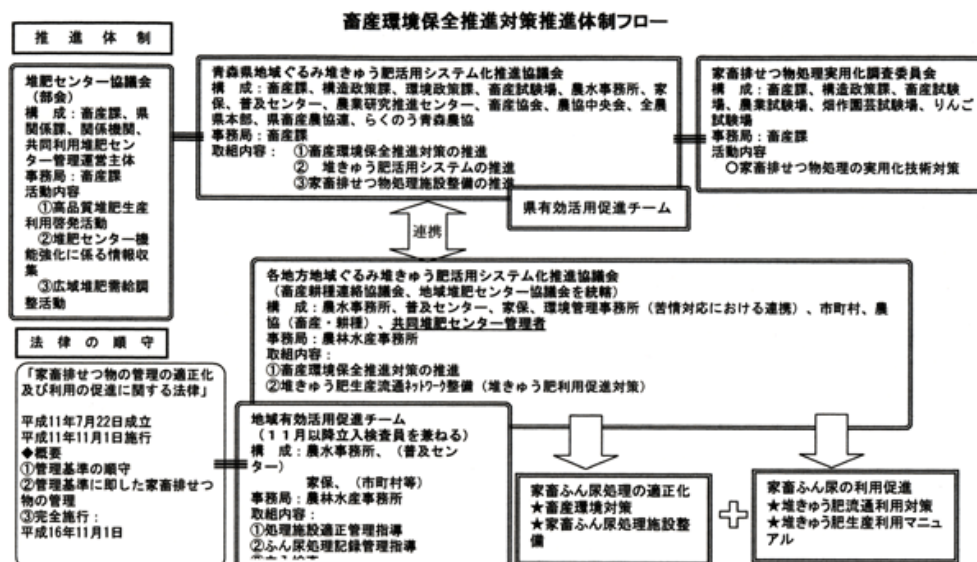 畜産環境保全推進対策推進体制フロー
推進体制
堆肥センター協議会
（部会）
構　成：畜産課、県
関係課、関係機関、
共同利用堆肥セン
ター管理運営主体
事務局：畜産課
活動内容
①高品質堆肥生産
利用啓発活動
②堆肥センター機
能強化に係る情報収
集
③広域堆肥需給調
整活動
青森県地域ぐるみ堆きゅう肥活用システム化推進協議会
構　成：畜産課、構造政策課、環境政策課、畜産試験場、農水事務所、家
保、普及センター、農業研究推進センター、畜産協会、農協中央会、全農
県本部、県畜産農協連、らくのう青森農協
事務局：畜産課
取組内容：　①畜産環境保全推進対策の推進
②　堆きゅう肥活用システムの推進
③家畜排せつ物処理施設整備の推進
県有効活用促進チーム
家畜排せつ物処理実用化調査委員会
構　成：畜産課、構造政策課、畜産試験
場、農業試験場、畑作園芸試験場、りんご
試験場
事務局：畜産課
活動内容
○家畜排せつ物処理の実用化技術対策
連携
各地方地域ぐるみ堆きゅう肥活用システム化推進協議会
（畜産耕種連絡協議会、地域堆肥センター協議会を統轄）
構　成：農水事務所、普及センター、家保、環境管理事務所（苦情対応における連携）、市町村、農
協（畜産・耕種）、共同堆肥センター管理者
事務局：農林水産事務所
取組内容：
①畜産環境保全推進対策の推進
②堆きゅう肥生産流通ﾈｯﾄﾜｰｸ整備（堆きゅう肥利用促進対策）
法律の順守
「家畜排せつ物の管理の適正化
及び利用の促進に関する法律」
平成11年7月22日成立
平成11年11月1日施行
◆概要
①管理基準の順守
②管理基準に即した家畜排せつ
物の管理
③完全施行：
平成16年11月1日
地域有効活用促進チーム
（１１月以降立入検査員を兼ねる）
構　成：農水事務所、（普及セン
ター）
家保、（市町村等）
事務局：農林水産事務所
取組内容：
①処理施設適正管理指導
②ふん尿処理記録管理指導
家畜ふん尿処理の適正化
★畜産環境対策
★家畜ふん尿処理施設整
備
家畜ふん尿の利用促進
★堆きゅう肥流通利用対策
★堆きゅう肥生産利用マニュ
アル